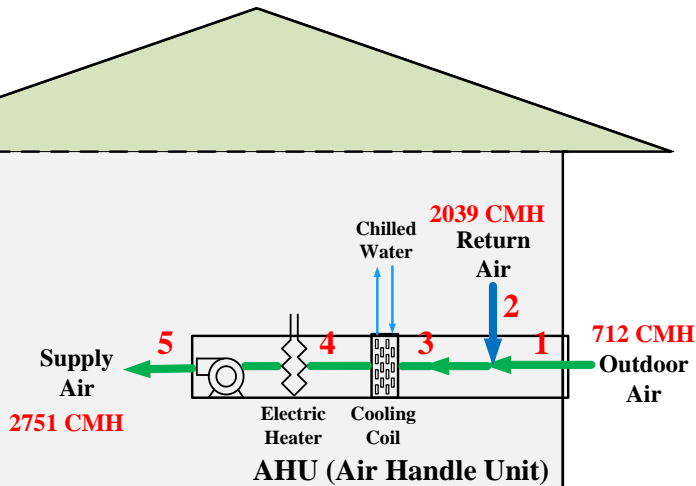 2039 CMH
Return
Air
Chilled
Water
2
5
4
3
1
712 CMH
Outdoor
Air
Supply
Air
2751 CMH
Electric
Heater
Cooling
Coil
AHU (Air Handle Unit)